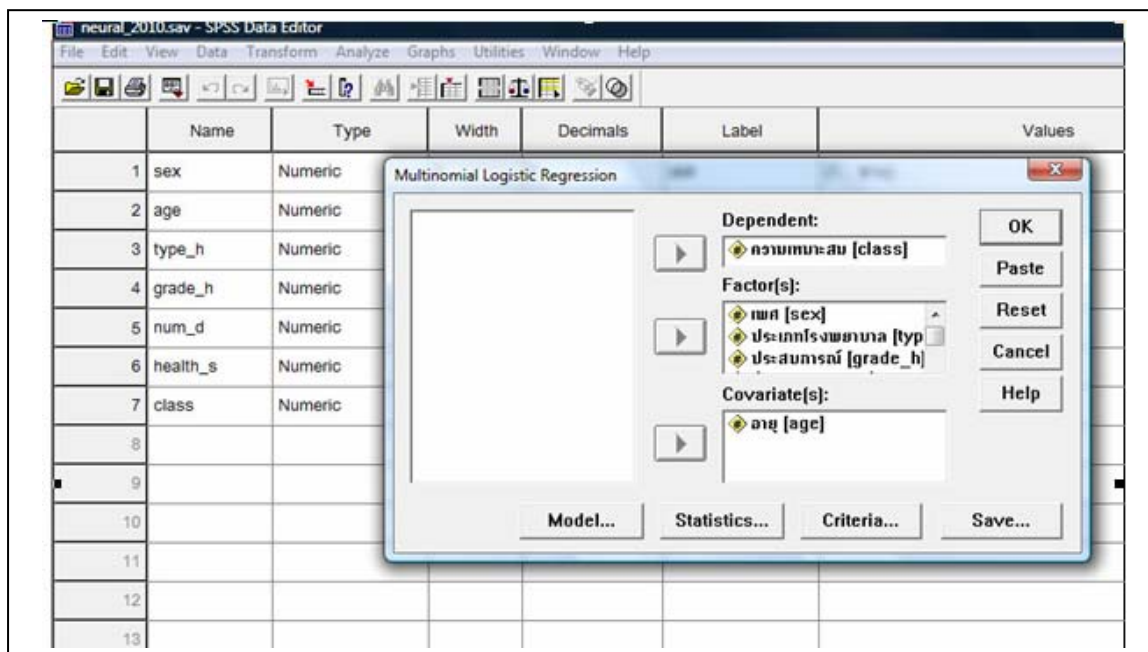 neural_2010.sav - SPSS Data Editor
File Edit View Data Transform Analyze Graphs Utilities Window Help
Name Type Width Decimals Label Values
1 sex Numeric
2 age Numeric
3 type_h Numeric
4 grade_h Numeric
5 num_d Numeric
6 health_s Numeric
7 class Numeric
8
9
10
11
12
13
Multinomial Logistic Regression
Dependent:
ความเหมาะสม [class]
Factor(s):
เพศ [sex]
ประเภทโรงพยาบาล [typ
ประสบการณ์ [grade_h]
Covariate(s):
อายุ [age]
OK
Paste
Reset
Cancel
Help
Model... Statistics... Criteria... Save...